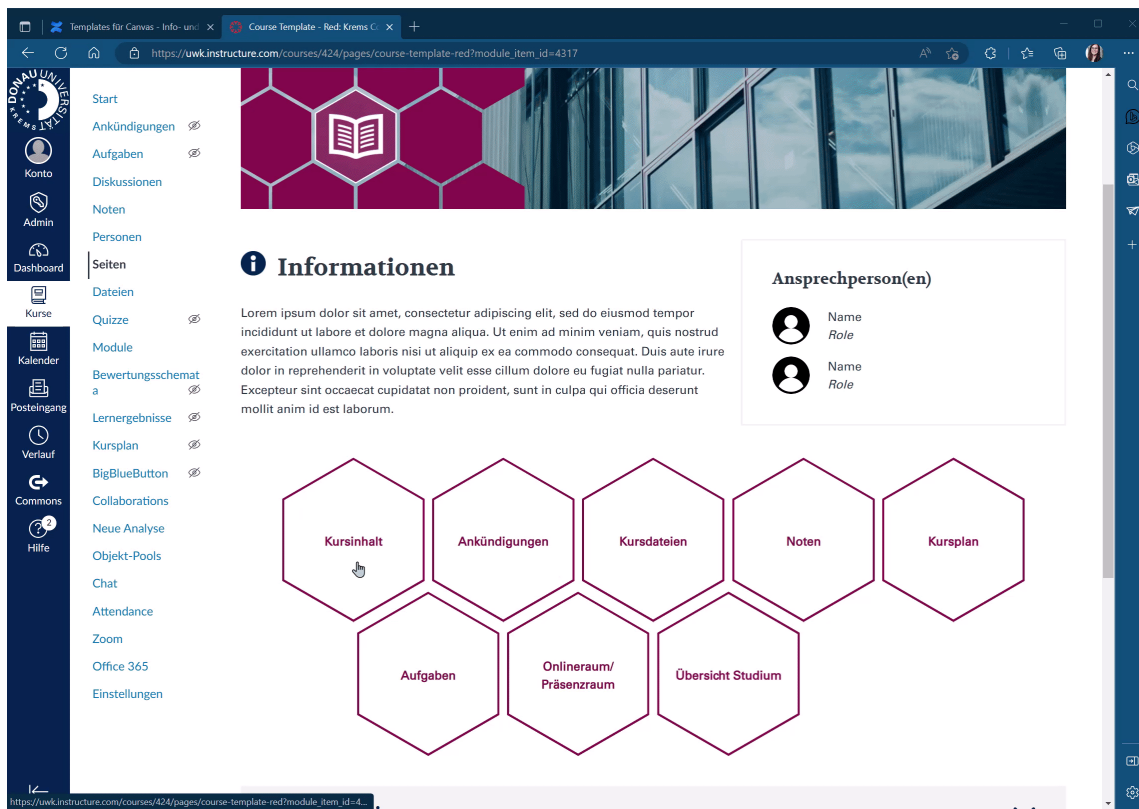 Templates für Canvas - Info- und
Course Template - Red: Krems C
https://uwk.instructure.com/courses/424/pages/course-template-red?module_item_id=4317
DONAU UNIVERSITÄT KREMS
Konto
Admin
Dashboard
Kurse
Kalender
Posteingang
Verlauf
Commons
2
Hilfe
Start
Ankündigungen
Aufgaben
Diskussionen
Noten
Personen
Seiten
Dateien
Quizze
Module
Bewertungsschemat
a
Lernergebnisse
Kursplan
BigBlueButton
Collaborations
Neue Analyse
Objekt-Pools
Chat
Attendance
Zoom
Office 365
Einstellungen
Informationen
Lorem ipsum dolor sit amet, consectetur adipiscing elit, sed do eiusmod tempor
incididunt ut labore et dolore magna aliqua. Ut enim ad minim veniam, quis nostrud
exercitation ullamco laboris nisi ut aliquip ex ea commodo consequat. Duis aute irure
dolor in reprehenderit in voluptate velit esse cillum dolore eu fugiat nulla pariatur.
Excepteur sint occaecat cupidatat non proident, sunt in culpa qui officia deserunt
mollit anim id est laborum.
Ansprechperson(en)
Name
Role
Name
Role
Kursinhalt
Ankündigungen
Kursdateien
Noten
Kursplan
Aufgaben
Onlineraum/
Präsenzraum
Übersicht Studium
https://uwk.instructure.com/courses/424/pages/course-template-red?module_item_id=4...